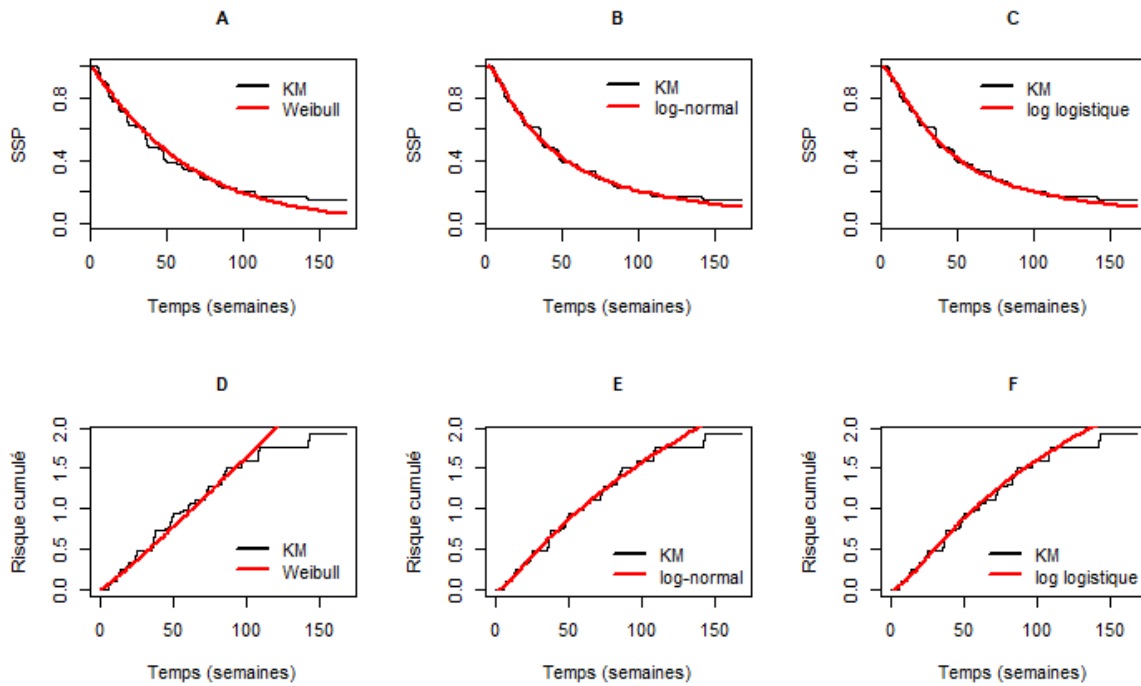 A
B
C
SSP
0.0 0.4 0.8
KM
Weibull
0 50 100 150
Temps (semaines)
SSP
0.0 0.4 0.8
KM
log-normal
0 50 100 150
Temps (semaines)
SSP
0.0 0.4 0.8
KM
log logistique
0 50 100 150
Temps (semaines)
D
E
F
Risque cumulé
0.0 0.5 1.0 1.5 2.0
KM
Weibull
0 50 100 150
Temps (semaines)
Risque cumulé
0.0 0.5 1.0 1.5 2.0
KM
log-normal
0 50 100 150
Temps (semaines)
Risque cumulé
0.0 0.5 1.0 1.5 2.0
KM
log logistique
0 50 100 150
Temps (semaines)